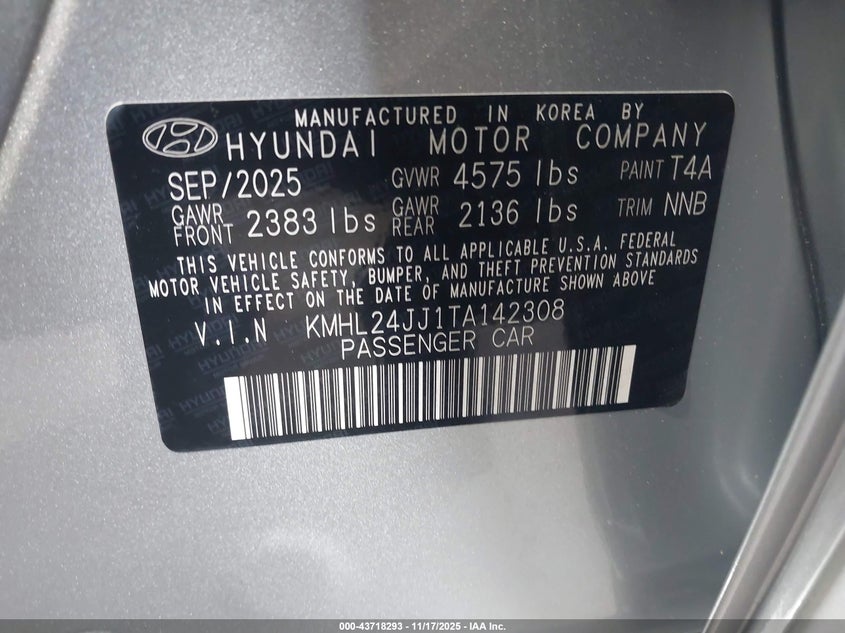 MANUFACTURED IN KOREA BY
HYUNDAI MOTOR COMPANY
SEP/2025 GVWR 4575 lbs PAINT T4A
GAWR FRONT 2383 lbs GAWR REAR 2136 lbs TRIM NNB
THIS VEHICLE CONFORMS TO ALL APPLICABLE U.S.A. FEDERAL
MOTOR VEHICLE SAFETY, BUMPER, AND THEFT PREVENTION STANDARDS
IN EFFECT ON THE DATE OF MANUFACTURE SHOWN ABOVE
V.I.N KMHL24JJ1TA142308
PASSENGER CAR
000-43718293 - 11/17/2025 - IAA Inc.